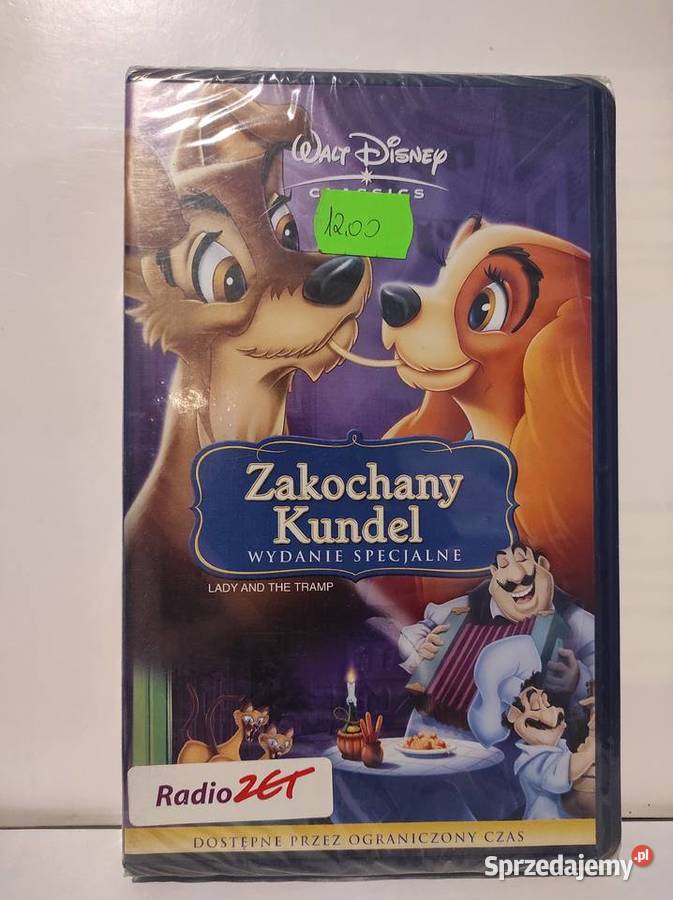 WALT DISNEY
CLASSICS
12.00
Zakochany
Kundel
WYDANIE SPECJALNE
LADY AND THE TRAMP
Radio ZET
DOSTĘPNE PRZEZ OGRANICZONY CZAS
Sprzedajemy.pl